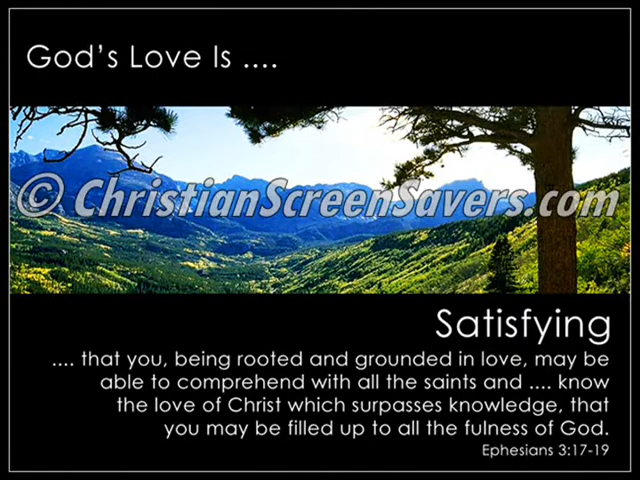 God’s Love Is ....
© ChristianScreenSavers.com
Satisfying
.... that you, being rooted and grounded in love, may be
able to comprehend with all the saints and .... know
the love of Christ which surpasses knowledge, that
you may be filled up to all the fulness of God.
Ephesians 3:17-19